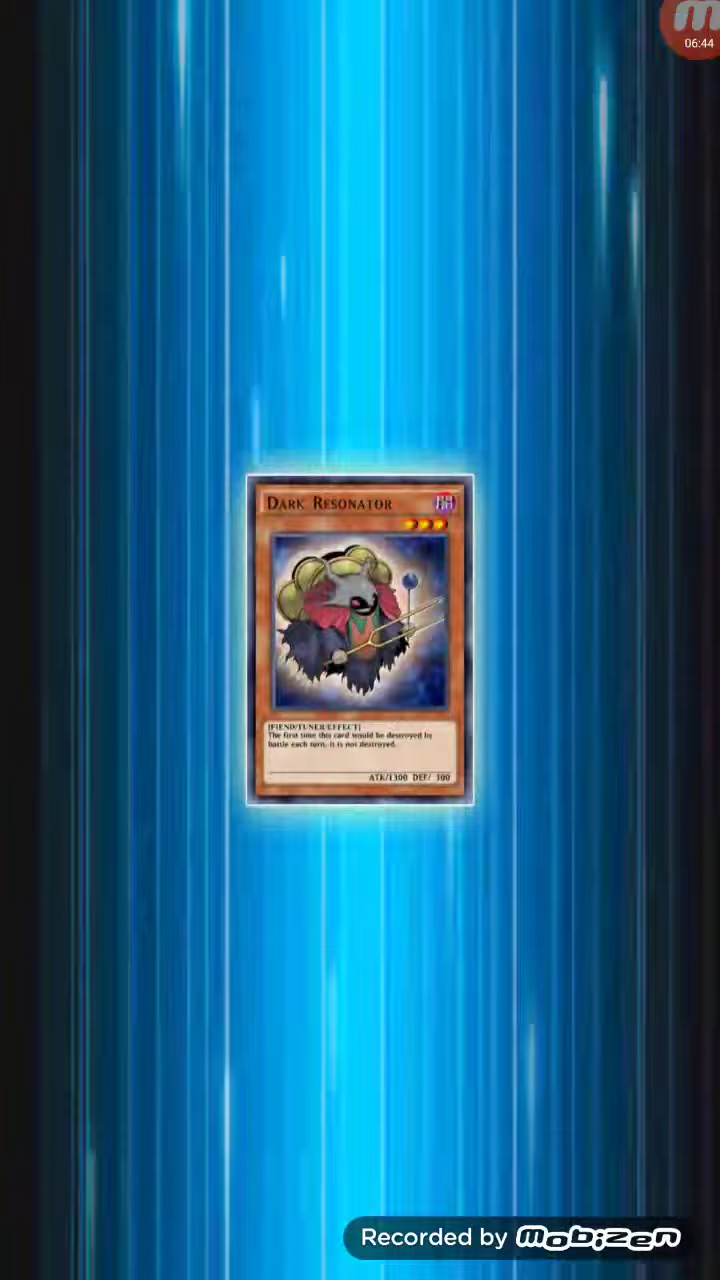 06:44
DARK RESONATOR
[FIEND/TUNER/EFFECT]
The first time this card would be destroyed by
battle each turn, it is not destroyed.
ATK/1300 DEF/ 300
Recorded by mobizen